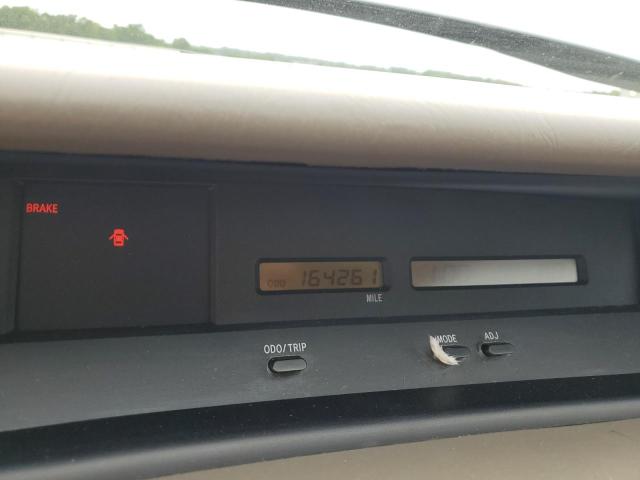 BRAKE
ODO 164261
MILE
ODO/TRIP
MODE
ADJ